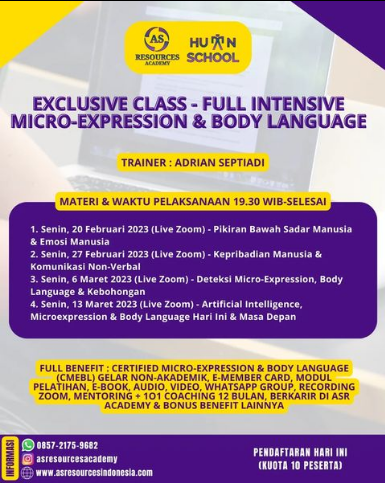 AS
RESOURCES
ACADEMY
HUMAN
SCHOOL
EXCLUSIVE CLASS - FULL INTENSIVE
MICRO-EXPRESSION & BODY LANGUAGE
TRAINER : ADRIAN SEPTIADI
MATERI & WAKTU PELAKSANAAN 19.30 WIB-SELESAI
1. Senin, 20 Februari 2023 (Live Zoom) - Pikiran Bawah Sadar Manusia
& Emosi Manusia
2. Senin, 27 Februari 2023 (Live Zoom) - Kepribadian Manusia &
Komunikasi Non-Verbal
3. Senin, 6 Maret 2023 (Live Zoom) - Deteksi Micro-Expression, Body
Language & Kebohongan
4. Senin, 13 Maret 2023 (Live Zoom) - Artificial Intelligence,
Microexpression & Body Language Hari Ini & Masa Depan
FULL BENEFIT : CERTIFIED MICRO-EXPRESSION & BODY LANGUAGE
(CMEBL) GELAR NON-AKADEMIK, E-MEMBER CARD, MODUL
PELATIHAN, E-BOOK, AUDIO, VIDEO, WHATSAPP GROUP, RECORDING
ZOOM, MENTORING + 1O1 COACHING 12 BULAN, BERKARIR DI ASR
ACADEMY & BONUS BENEFIT LAINNYA
INFORMASI
0857-2175-9682
asresourcesacademy
www.asresourcesindonesia.com
PENDAFTARAN HARI INI
(KUOTA 10 PESERTA)